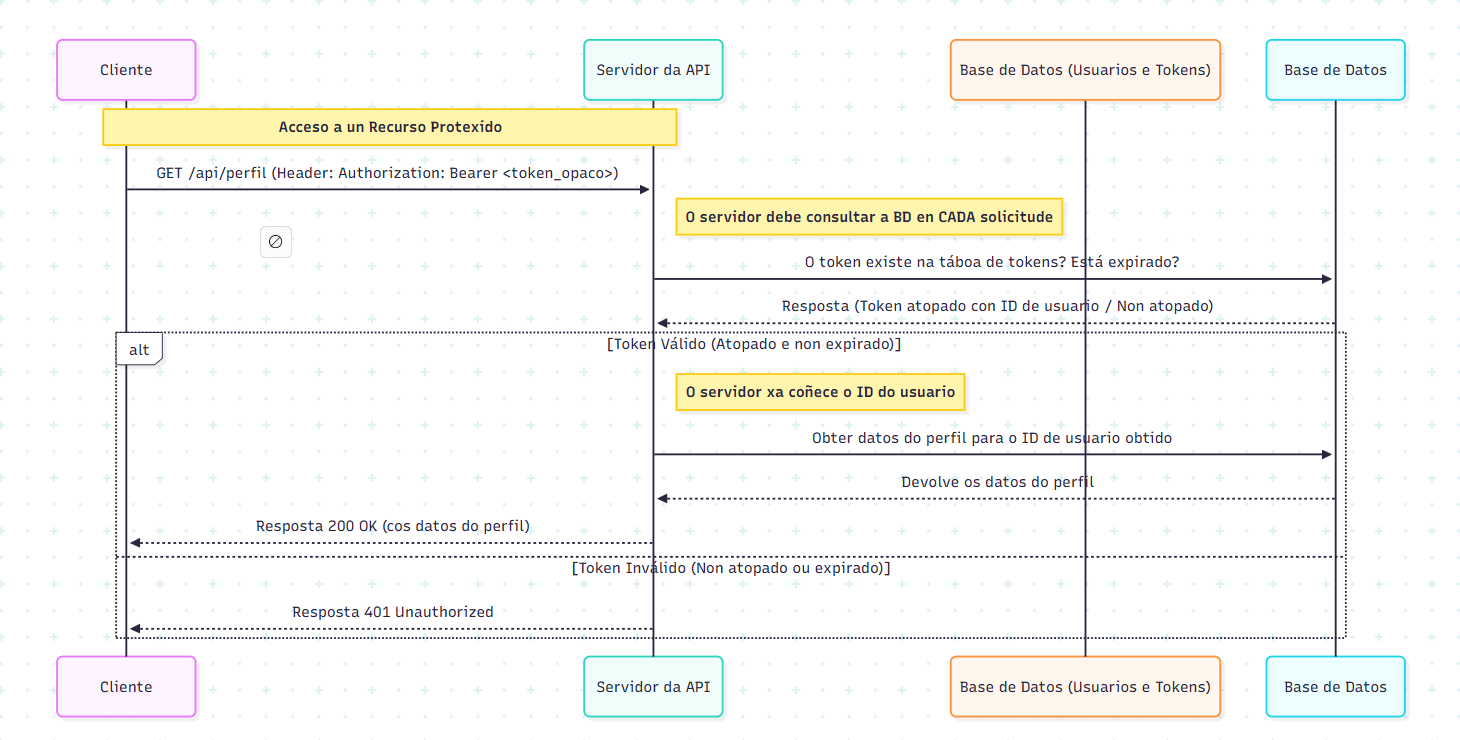 Cliente
Servidor da API
Base de Datos (Usuarios e Tokens)
Base de Datos
Acceso a un Recurso Protexido
GET /api/perfil (Header: Authorization: Bearer <token_opaco>)
O servidor debe consultar a BD en CADA solicitude
O token existe na táboa de tokens? Está expirado?
Resposta (Token atopado con ID de usuario / Non atopado)
alt
[Token Válido (Atopado e non expirado)]
O servidor xa coñece o ID do usuario
Obter datos do perfil para o ID de usuario obtido
Devolve os datos do perfil
Resposta 200 OK (cos datos do perfil)
[Token Inválido (Non atopado ou expirado)]
Resposta 401 Unauthorized
Cliente
Servidor da API
Base de Datos (Usuarios e Tokens)
Base de Datos